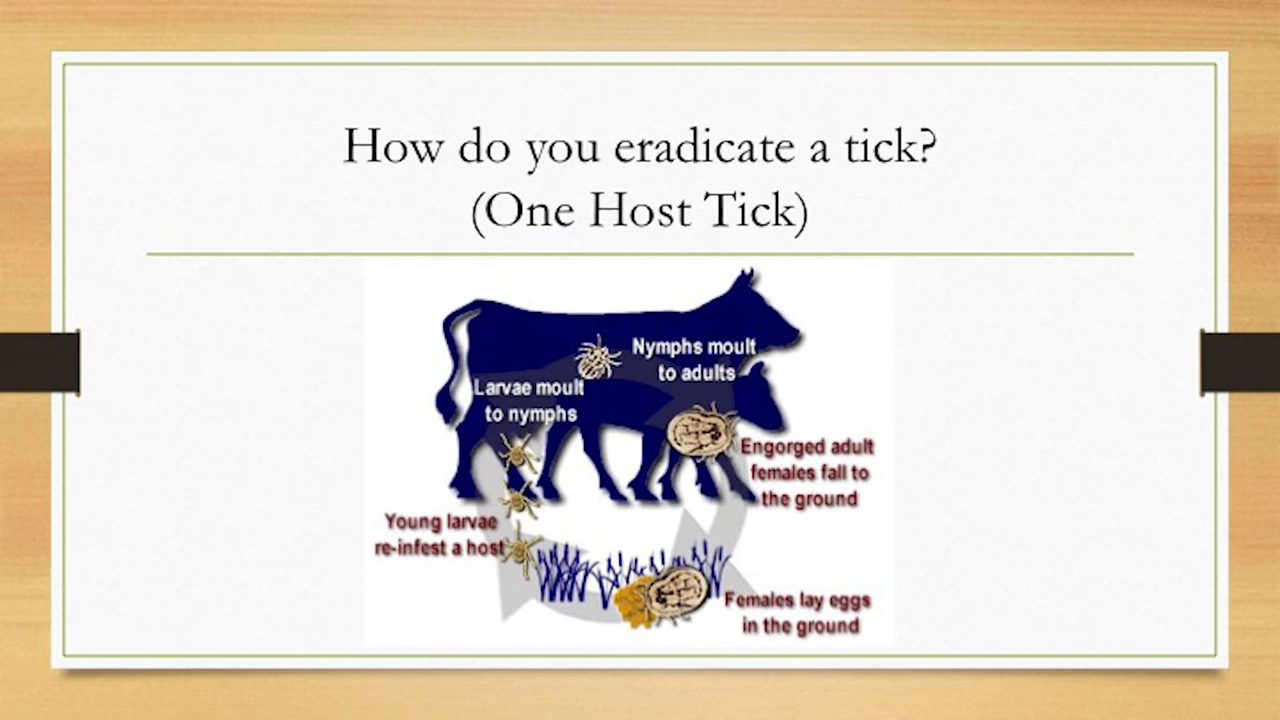 How do you eradicate a tick?
(One Host Tick)
Nymphs moult
to adults
Larvae moult
to nymphs
Engorged adult
females fall to
the ground
Young larvae
re-infest a host
Females lay eggs
in the ground